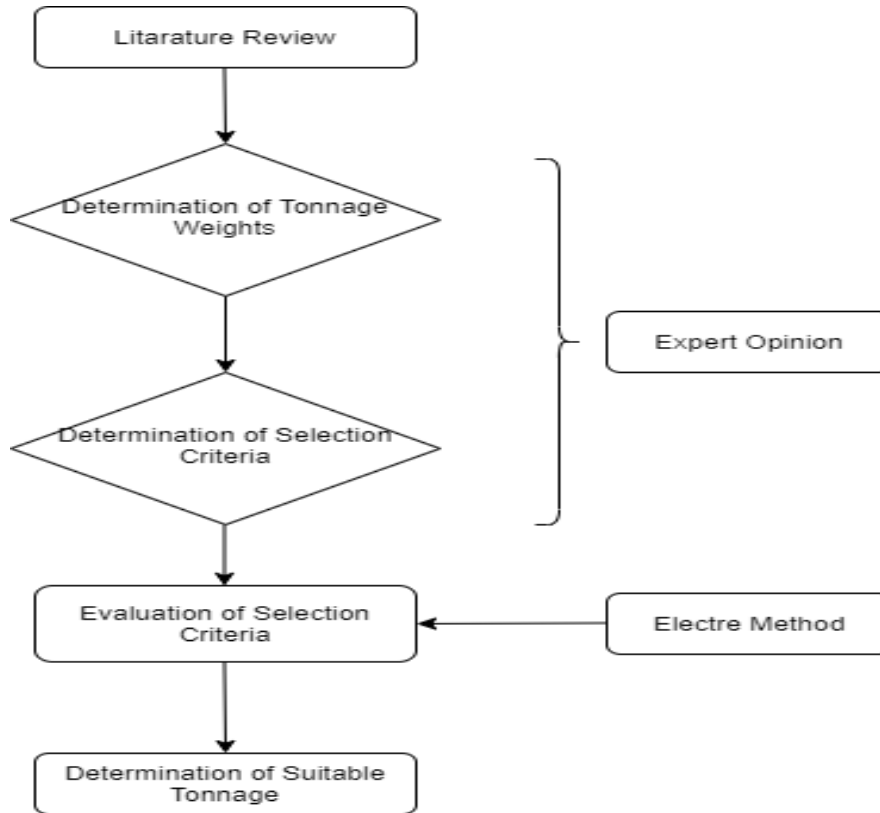 Litarature Review
Determination of Tonnage
Weights
Expert Opinion
Determination of Selection
Criteria
Evaluation of Selection
Criteria
Electre Method
Determination of Suitable
Tonnage